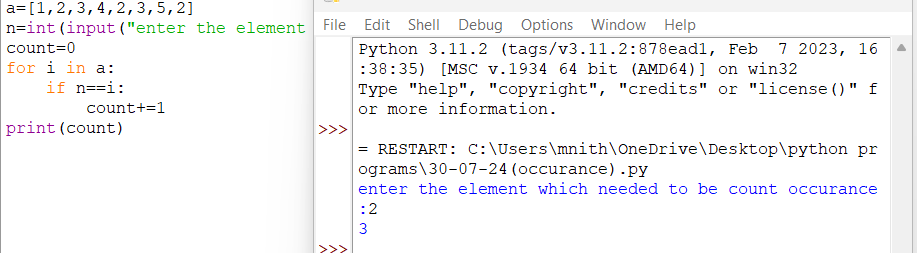 a=[1,2,3,4,2,3,5,2]
n=int(input("enter the element
count=0
for i in a:
    if n==i:
        count+=1
print(count)
File Edit Shell Debug Options Window Help
Python 3.11.2 (tags/v3.11.2:878ead1, Feb  7 2023, 16
:38:35) [MSC v.1934 64 bit (AMD64)] on win32
Type "help", "copyright", "credits" or "license()" f
or more information.
>>>
= RESTART: C:\Users\mnith\OneDrive\Desktop\python pr
ograms\30-07-24(occurance).py
enter the element which needed to be count occurance
:2
3
>>>